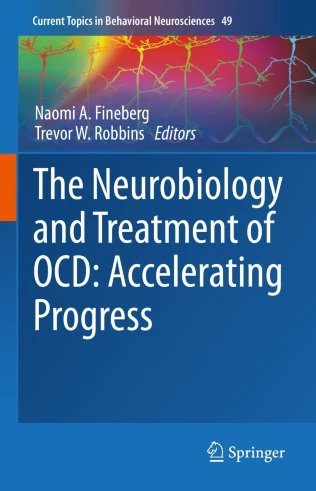 Current Topics in Behavioral Neurosciences 49
Naomi A. Fineberg
Trevor W. Robbins Editors
The Neurobiology
and Treatment of
OCD: Accelerating
Progress
Springer